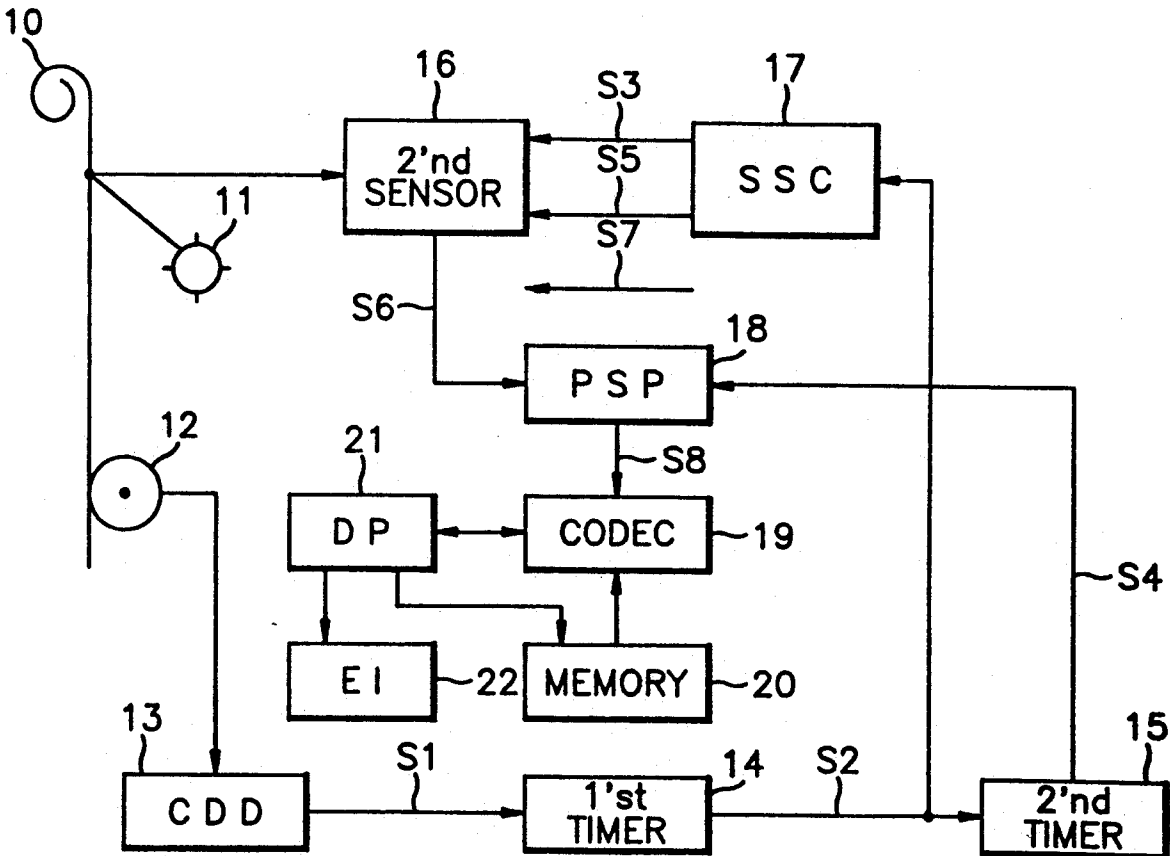 10
16
S3
17
2'nd
SENSOR
S5
S S C
11
S7
S6
18
P S P
12
21
S8
D P
CODEC
19
S4
E I
22
MEMORY
20
13
S1
14
S2
15
C D D
1'st
TIMER
2'nd
TIMER